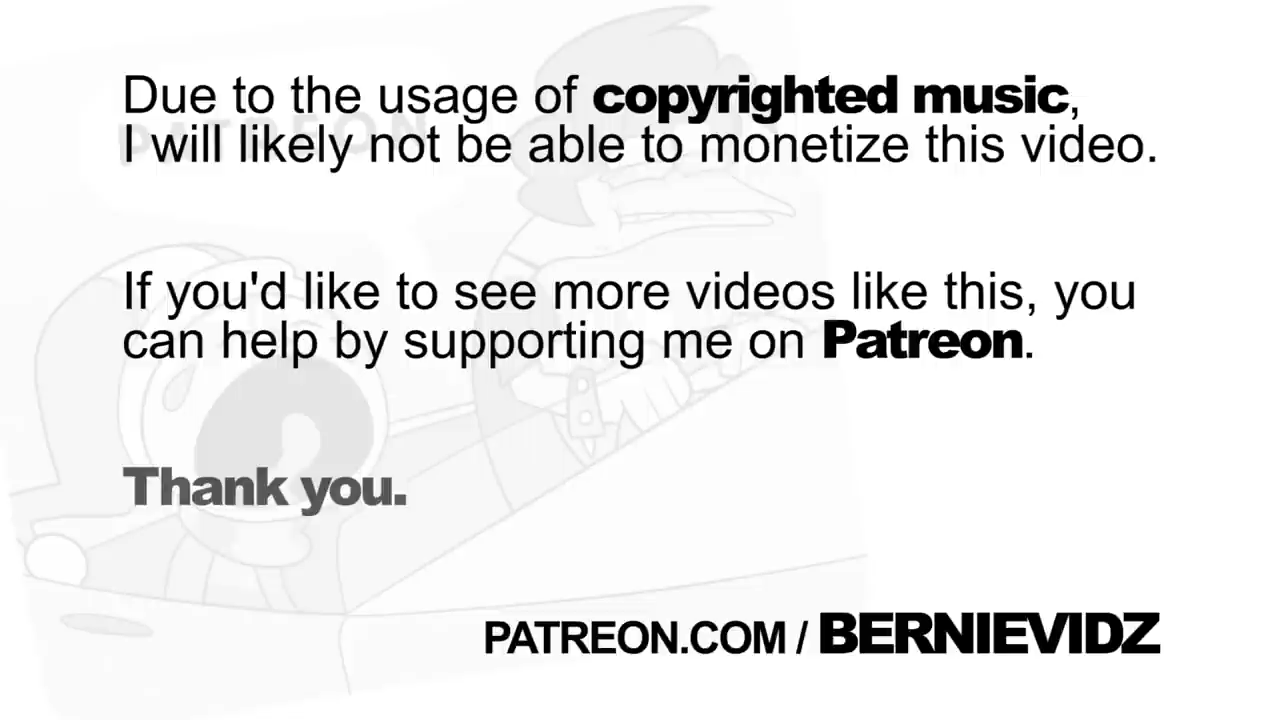 Due to the usage of copyrighted music,
I will likely not be able to monetize this video.
PATREON
If you'd like to see more videos like this, you
can help by supporting me on Patreon.
Thank you.
PATREON.COM / BERNIEVIDZ